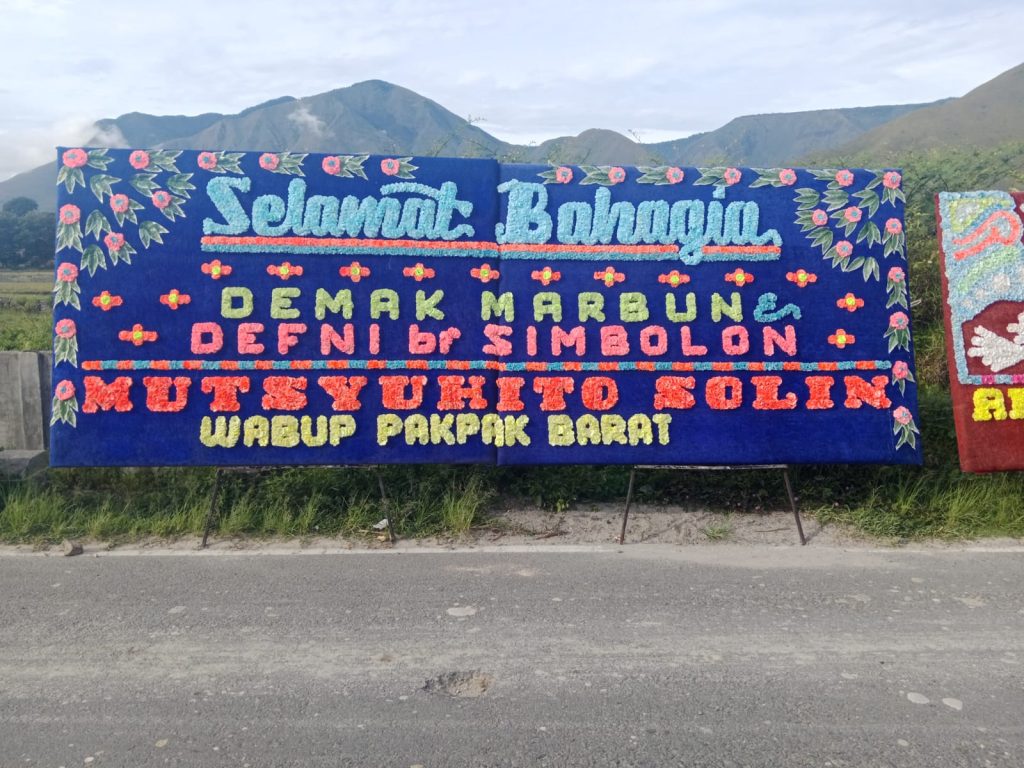 Selamat Bahagia
DEMAK MARBUN &
DEFNI br SIMBOLON
MUTSYUHITO SOLIN
WABUP PAKPAK BARAT